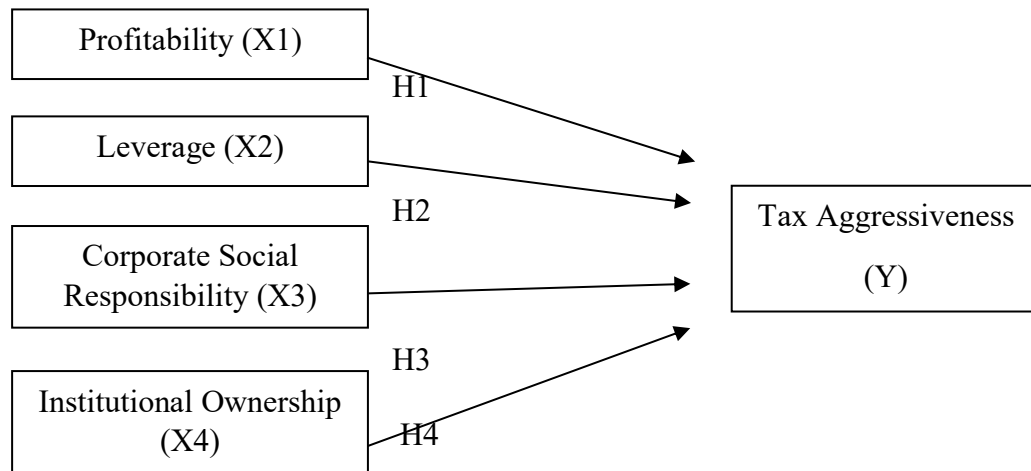 Profitability (X1)
H1
Leverage (X2)
H2
Corporate Social
Responsibility (X3)
H3
Institutional Ownership
(X4)
H4
Tax Aggressiveness
(Y)